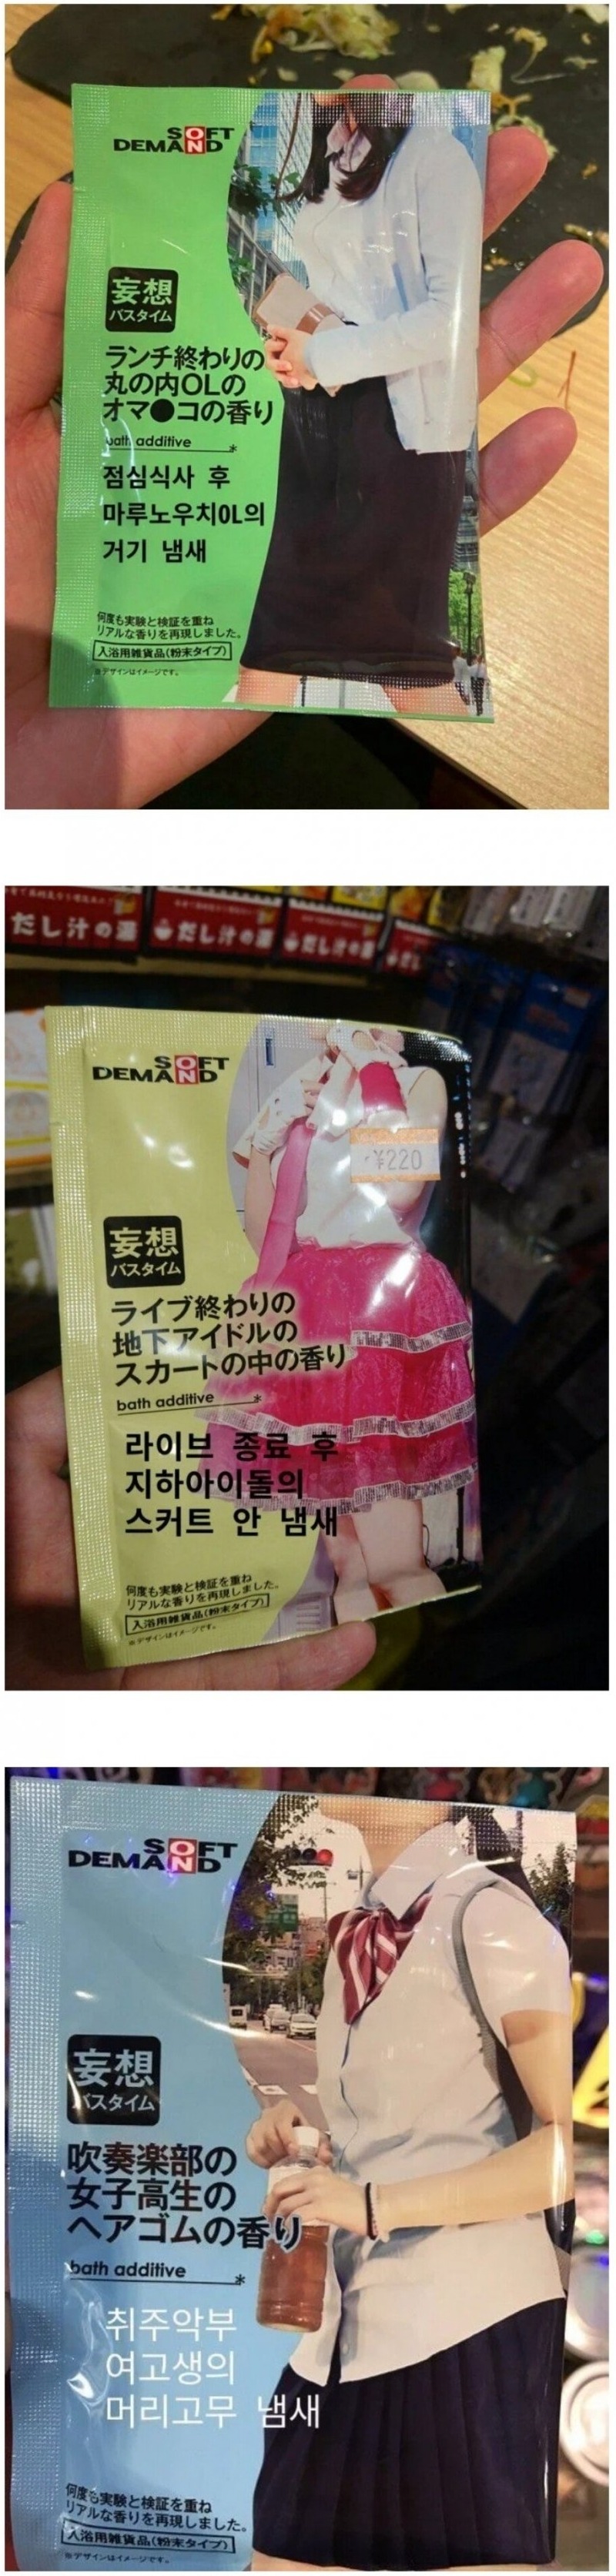 SOFT
DEMAND
妄想
バスタイム
ランチ終わりの
丸の内OLの
オマ●コの香り
bath additive
*
점심식사 후
마루노우치OL의
거기 냄새
何度も実験と検証を重ね
リアルな香りを再現しました。
入浴用雑貨品(粉末タイプ)
※デザインはイメージです。
だし汁の湯
だし汁の湯
だし汁の湯
SOFT
DEMAND
¥220
妄想
バスタイム
ライブ終わりの
地下アイドルの
スカートの中の香り
bath additive
*
라이브 종료 후
지하아이돌의
스커트 안 냄새
何度も実験と検証を重ね
リアルな香りを再現しました。
入浴用雑貨品(粉末タイプ)
※デザインはイメージです。
SOFT
DEMAND
妄想
バスタイム
吹奏楽部の
女子高生の
ヘアゴムの香り
bath additive
*
취주악부
여고생의
머리고무 냄새
何度も実験と検証を重ね
リアルな香りを再現しました。
入浴用雑貨品(粉末タイプ)
※デザインはイメージです。